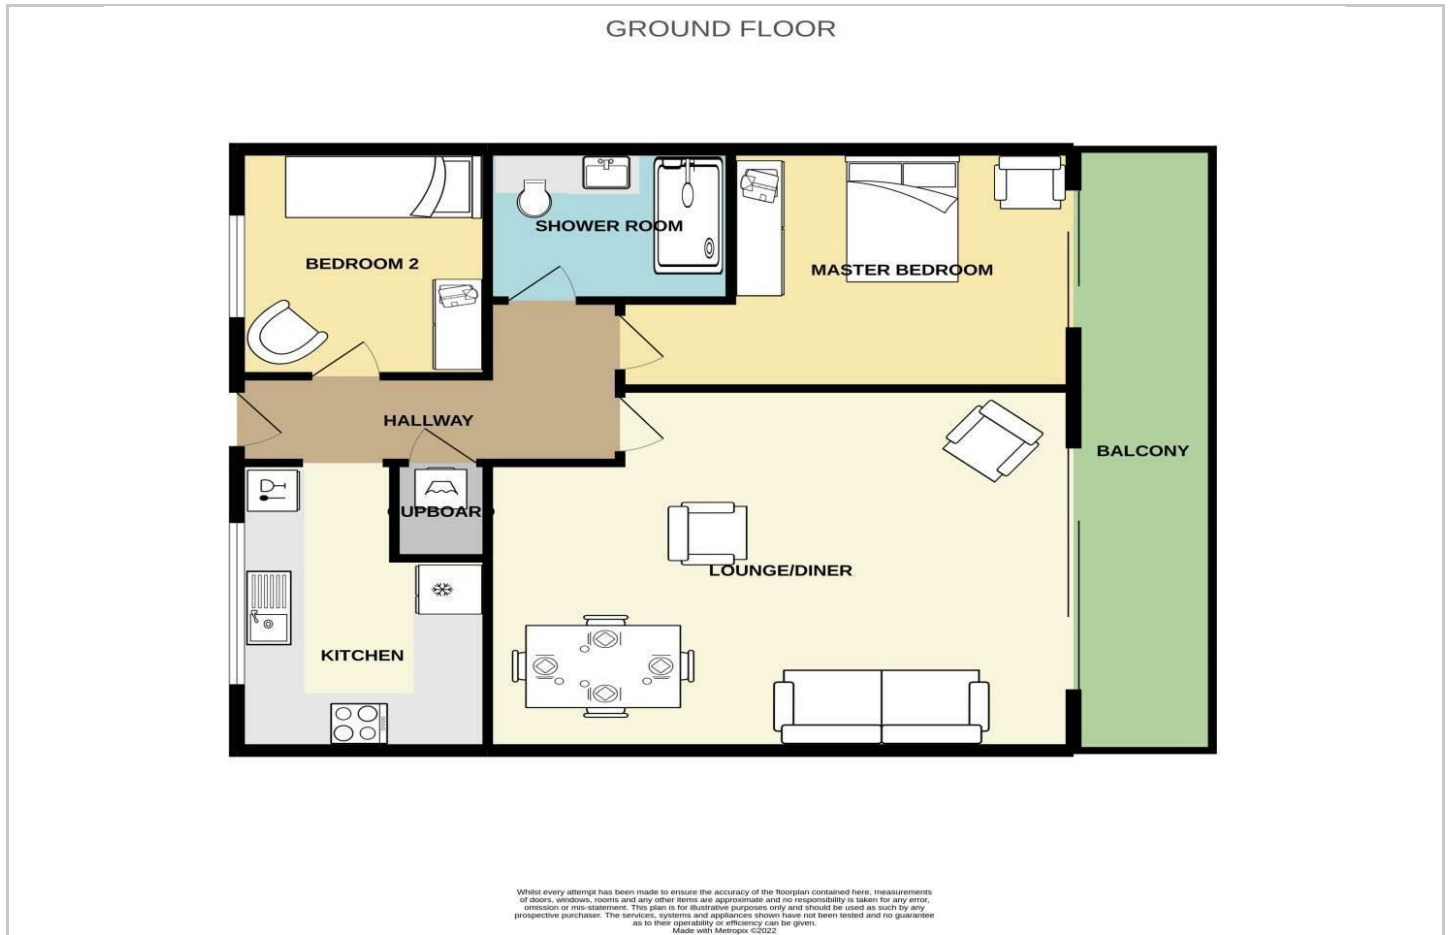 GROUND FLOOR
BEDROOM 2
SHOWER ROOM
MASTER BEDROOM
HALLWAY
BALCONY
UPBOAR
LOUNGE/DINER
KITCHEN
Whilst every attempt has been made to ensure the accuracy of the floorplan contained here, measurements
of doors, windows, rooms and any other items are approximate and no responsibility is taken for any error,
omission or mis-statement. This plan is for illustrative purposes only and should be used as such by any
prospective purchaser. The services, systems and appliances shown have not been tested and no guarantee
as to their operability or efficiency can be given.
Made with Metropix ©2022